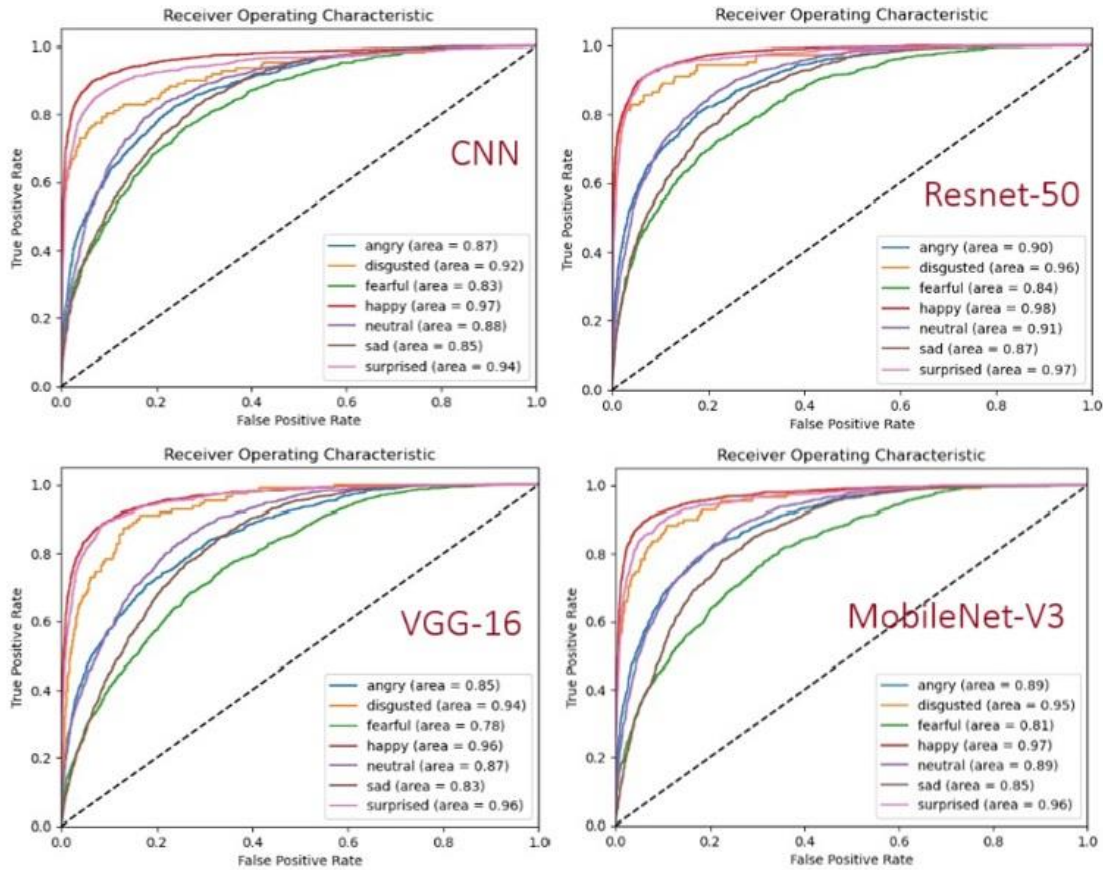 Receiver Operating Characteristic
True Positive Rate
1.0
0.8
0.6
0.4
0.2
0.0
CNN
angry (area = 0.87)
disgusted (area = 0.92)
fearful (area = 0.83)
happy (area = 0.97)
neutral (area = 0.88)
sad (area = 0.85)
surprised (area = 0.94)
0.0 0.2 0.4 0.6 0.8 1.0
False Positive Rate
Receiver Operating Characteristic
True Positive Rate
1.0
0.8
0.6
0.4
0.2
0.0
Resnet-50
angry (area = 0.90)
disgusted (area = 0.96)
fearful (area = 0.84)
happy (area = 0.98)
neutral (area = 0.91)
sad (area = 0.87)
surprised (area = 0.97)
0.0 0.2 0.4 0.6 0.8 1.0
False Positive Rate
Receiver Operating Characteristic
True Positive Rate
1.0
0.8
0.6
0.4
0.2
0.0
VGG-16
angry (area = 0.85)
disgusted (area = 0.94)
fearful (area = 0.78)
happy (area = 0.96)
neutral (area = 0.87)
sad (area = 0.83)
surprised (area = 0.96)
0.0 0.2 0.4 0.6 0.8 1.0
False Positive Rate
Receiver Operating Characteristic
True Positive Rate
1.0
0.8
0.6
0.4
0.2
0.0
MobileNet-V3
angry (area = 0.89)
disgusted (area = 0.95)
fearful (area = 0.81)
happy (area = 0.97)
neutral (area = 0.89)
sad (area = 0.85)
surprised (area = 0.96)
0.0 0.2 0.4 0.6 0.8 1.0
False Positive Rate